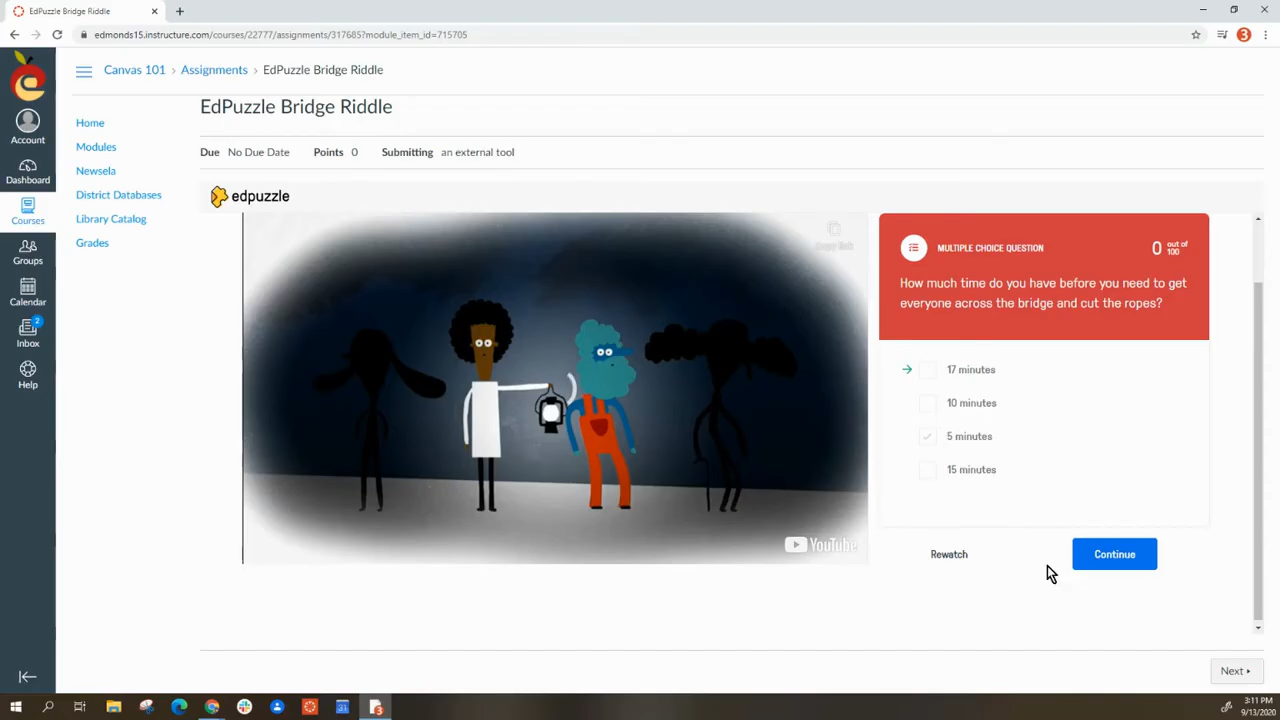 EdPuzzle Bridge Riddle
edmonds15.instructure.com/courses/22777/assignments/317685?module_item_id=715705
3
Canvas 101 › Assignments › EdPuzzle Bridge Riddle
Account
Dashboard
Courses
Groups
Calendar
2
Inbox
Help
Home
Modules
Newsela
District Databases
Library Catalog
Grades
EdPuzzle Bridge Riddle
Due No Due Date Points 0 Submitting an external tool
edpuzzle
YouTube
MULTIPLE CHOICE QUESTION
0 out of 100
How much time do you have before you need to get
everyone across the bridge and cut the ropes?
17 minutes
10 minutes
5 minutes
15 minutes
Rewatch
Continue
Next
3:11 PM
9/13/2020